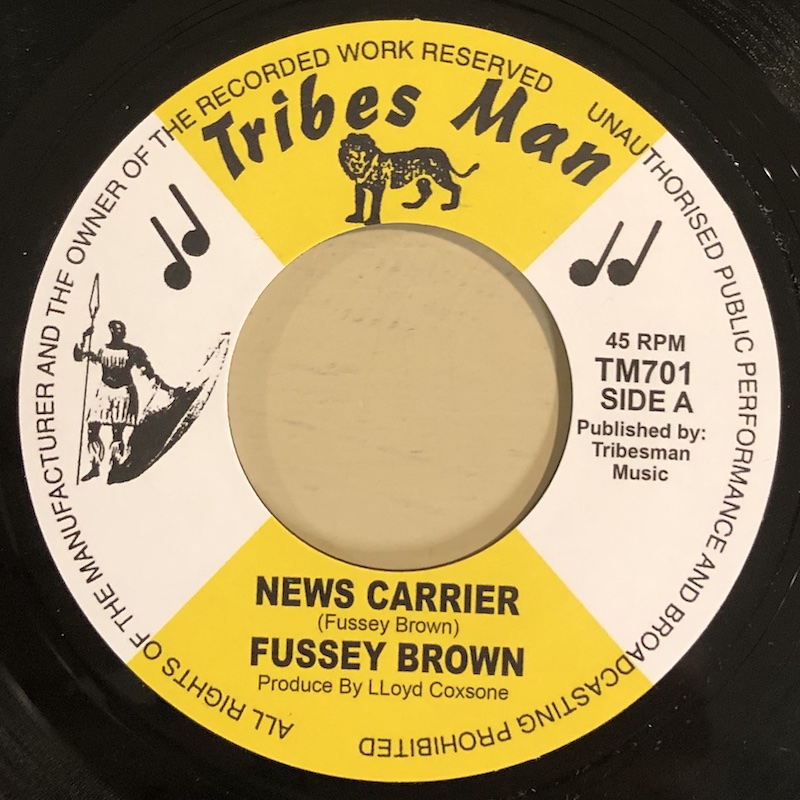 ALL RIGHTS OF THE MANUFACTURER AND THE OWNER OF THE RECORDED WORK RESERVED
UNAUTHORISED PUBLIC PERFORMANCE AND BROADCASTING PROHIBITED
Tribes Man
45 RPM
TM701
SIDE A
Published by:
Tribesman
Music
NEWS CARRIER
(Fussey Brown)
FUSSEY BROWN
Produce By LLoyd Coxsone